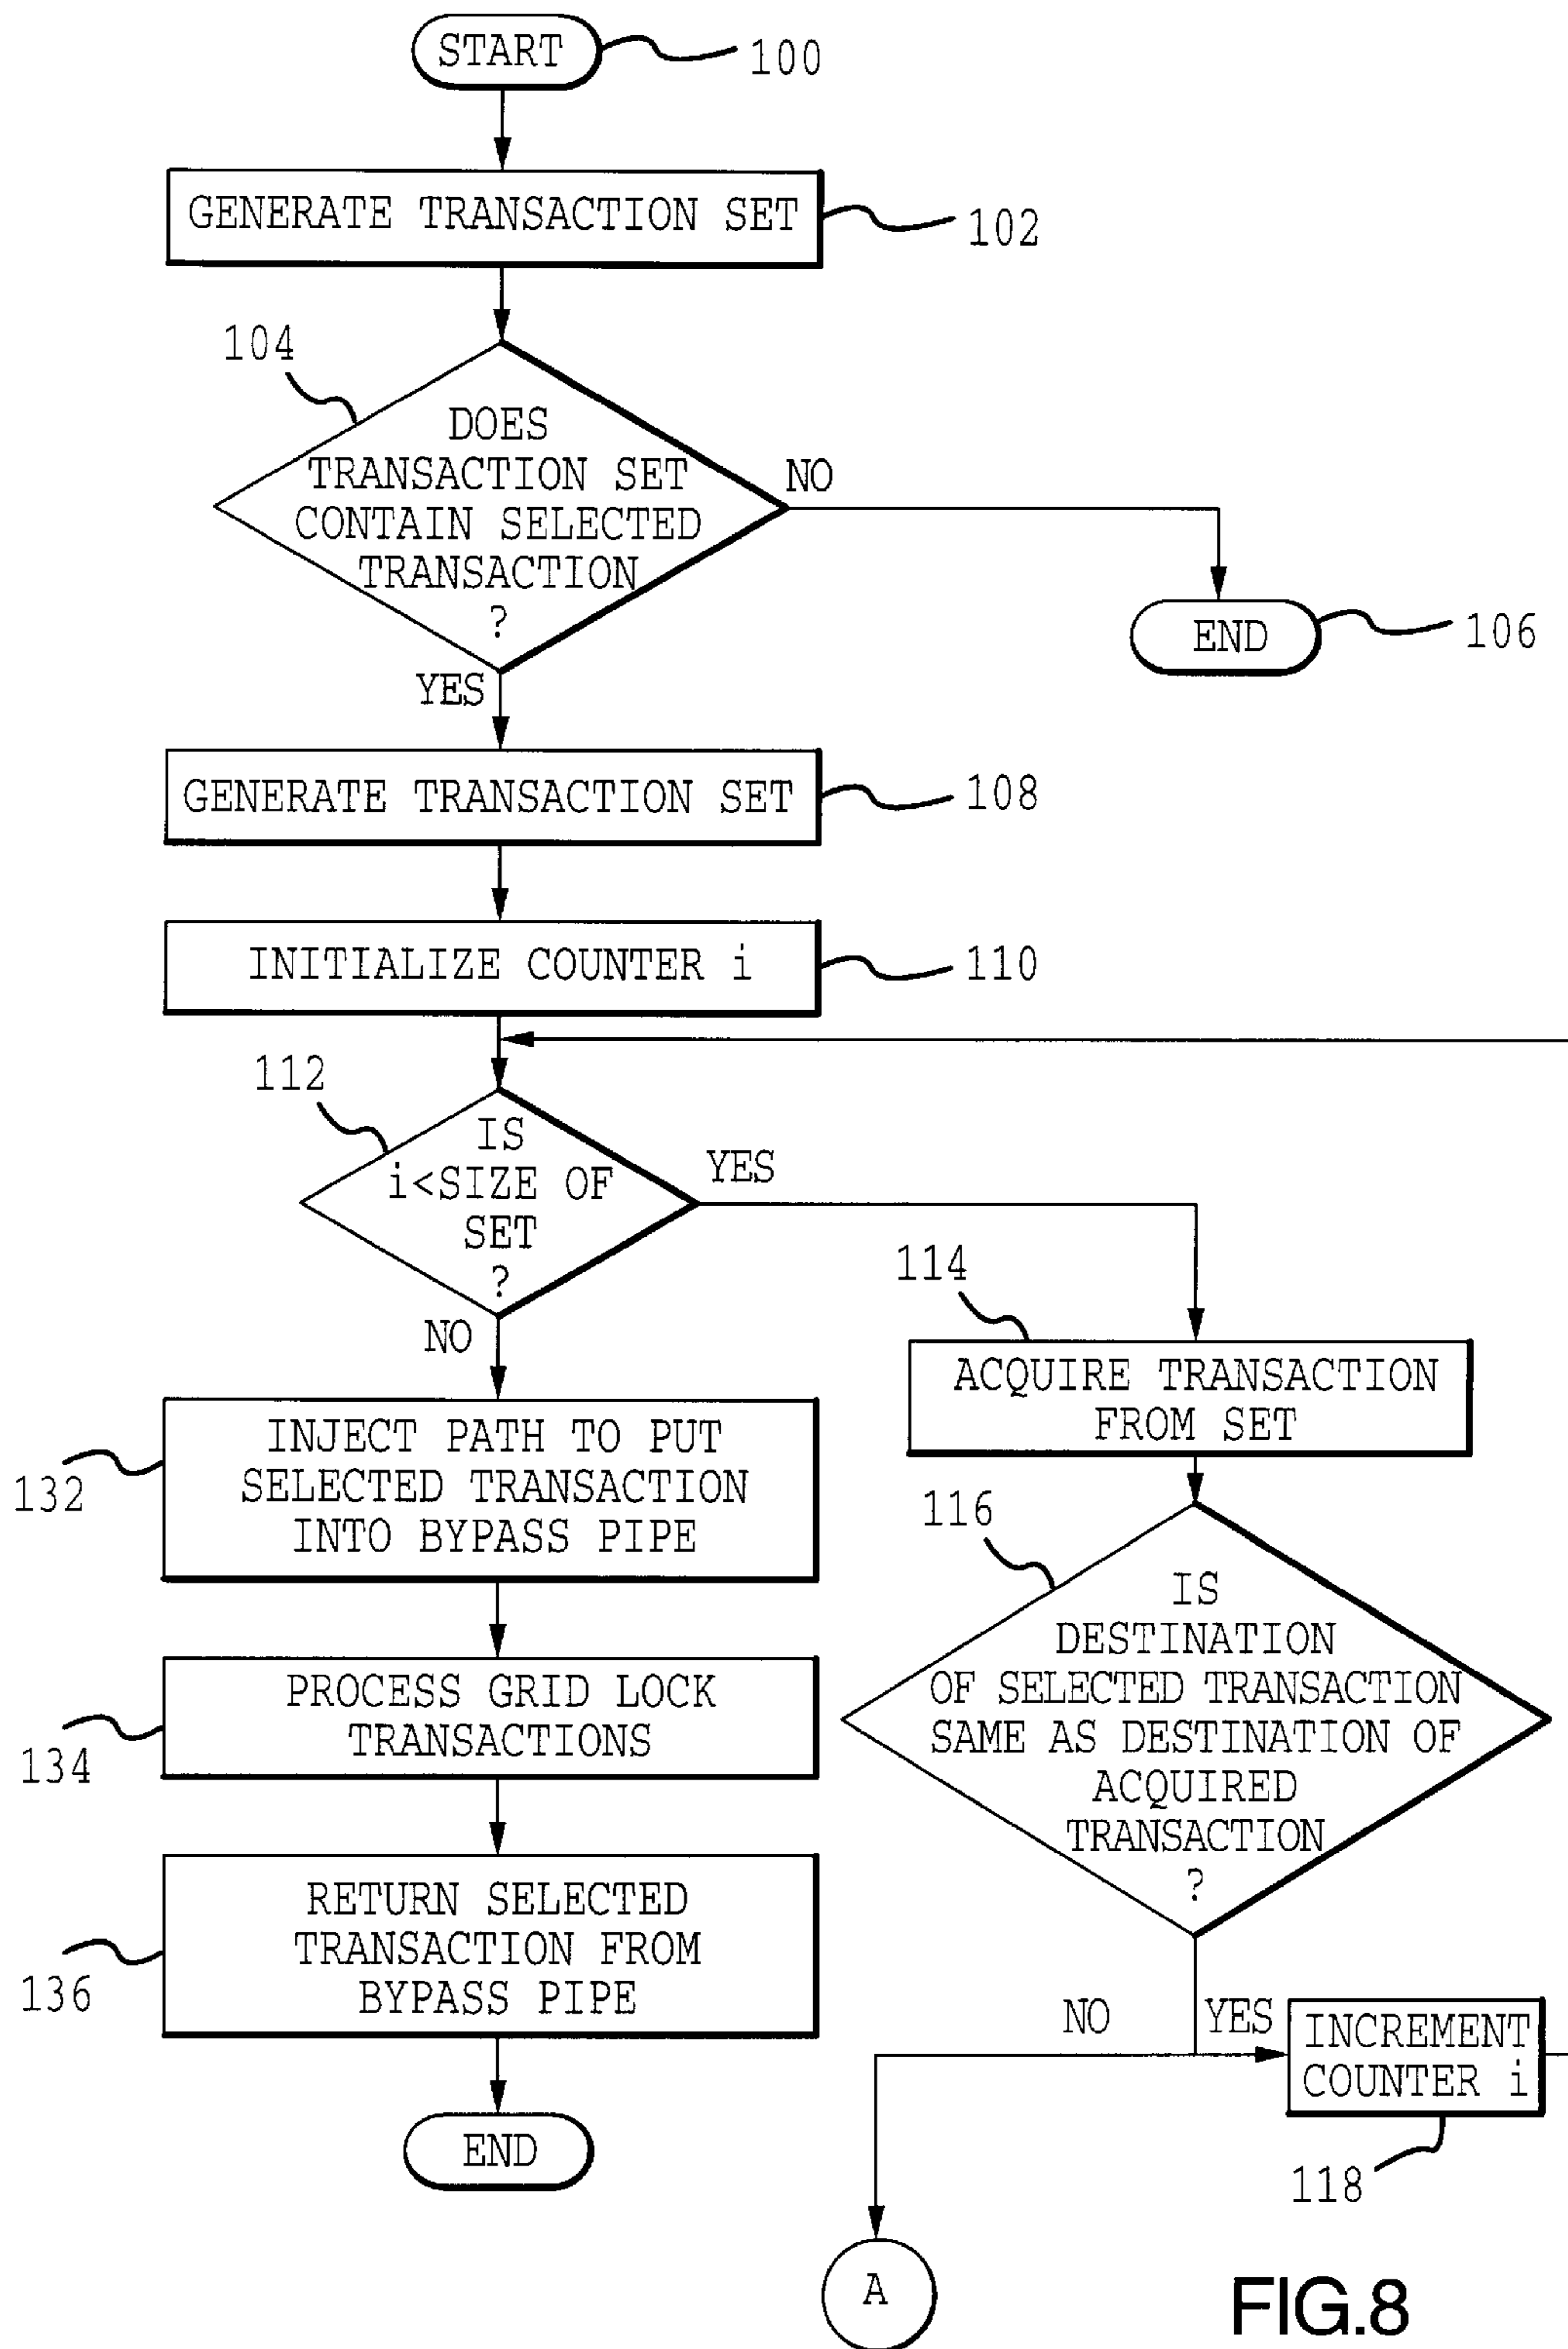 START
100
GENERATE TRANSACTION SET
102
104
DOES
TRANSACTION SET
CONTAIN SELECTED
TRANSACTION
?
NO
END
106
YES
GENERATE TRANSACTION SET
108
INITIALIZE COUNTER i
110
112
IS
i<SIZE OF
SET
?
YES
NO
114
ACQUIRE TRANSACTION
FROM SET
132
INJECT PATH TO PUT
SELECTED TRANSACTION
INTO BYPASS PIPE
116
IS
DESTINATION
OF SELECTED TRANSACTION
SAME AS DESTINATION OF
ACQUIRED
TRANSACTION
?
134
PROCESS GRID LOCK
TRANSACTIONS
136
RETURN SELECTED
TRANSACTION FROM
BYPASS PIPE
NO
YES
INCREMENT
COUNTER i
118
END
A
FIG.8